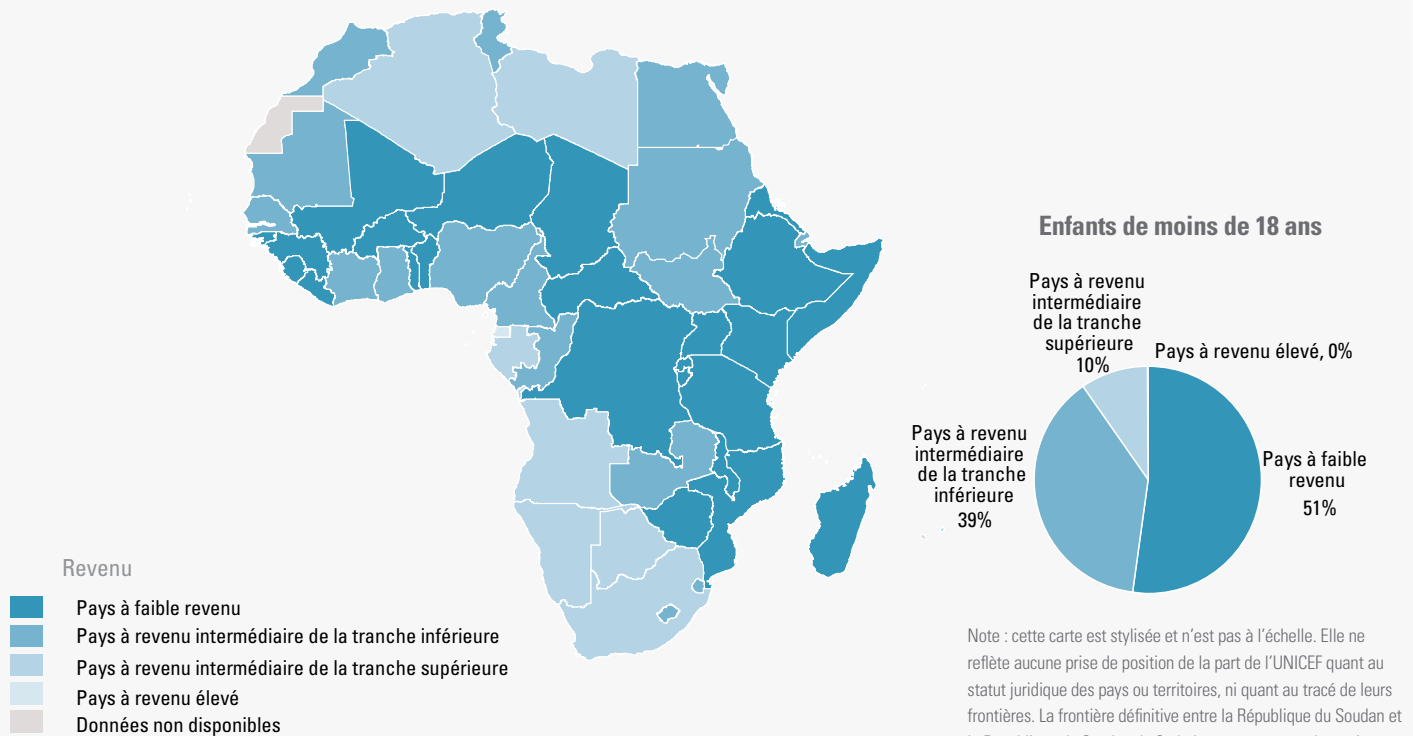 Enfants de moins de 18 ans
Pays à revenu
intermédiaire
de la tranche
supérieure
10%
Pays à revenu élevé, 0%
Pays à revenu
intermédiaire
de la tranche
inférieure
39%
Pays à faible
revenu
51%
Revenu
Pays à faible revenu
Pays à revenu intermédiaire de la tranche inférieure
Pays à revenu intermédiaire de la tranche supérieure
Pays à revenu élevé
Données non disponibles
Note : cette carte est stylisée et n’est pas à l’échelle. Elle ne
reflète aucune prise de position de la part de l’UNICEF quant au
statut juridique des pays ou territoires, ni quant au tracé de leurs
frontières. La frontière définitive entre la République du Soudan et